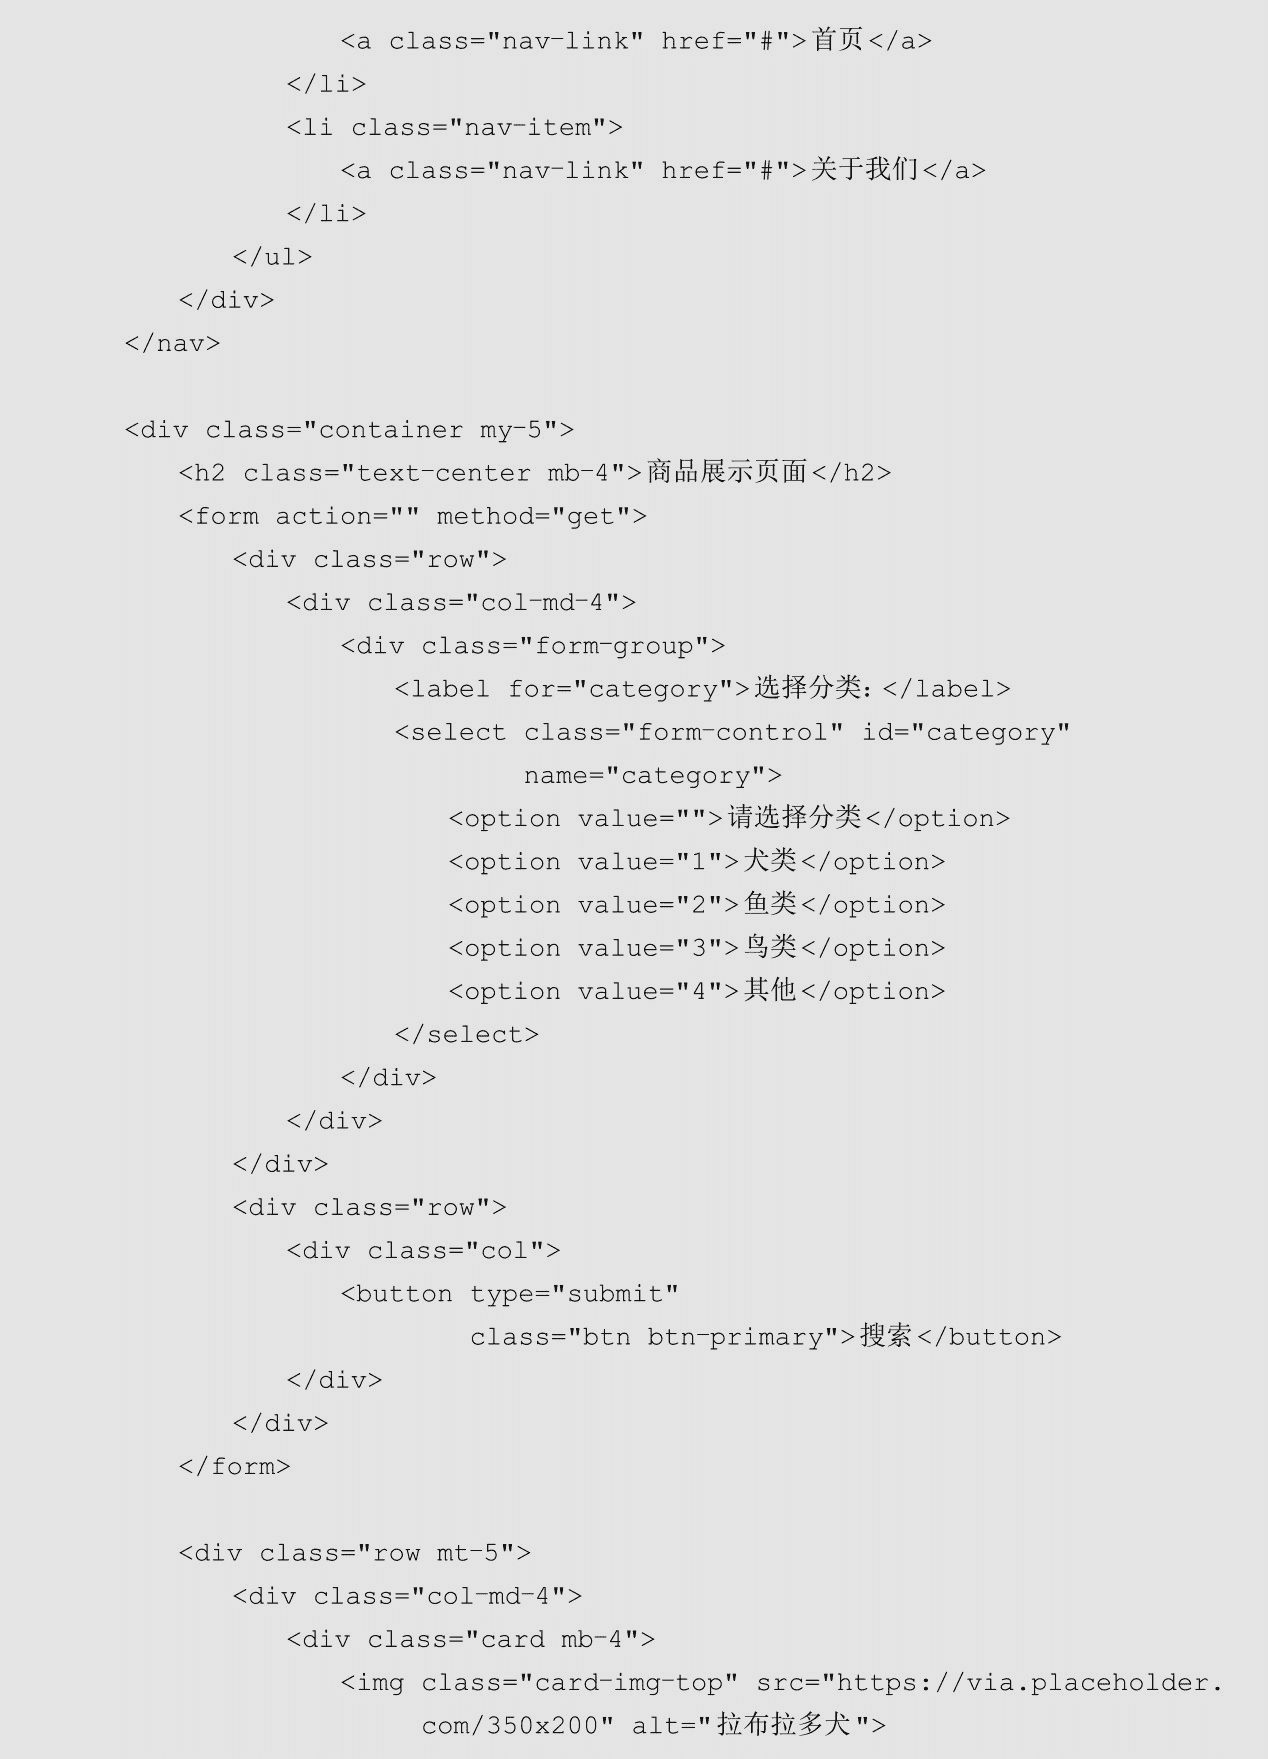 <a class="nav-link" href="#">首页</a>
</li>
<li class="nav-item">
<a class="nav-link" href="#">关于我们</a>
</li>
</ul>
</div>
</nav>
<div class="container my-5">
<h2 class="text-center mb-4">商品展示页面</h2>
<form action="" method="get">
<div class="row">
<div class="col-md-4">
<div class="form-group">
<label for="category">选择分类：</label>
<select class="form-control" id="category"
name="category">
<option value="">请选择分类</option>
<option value="1">犬类</option>
<option value="2">鱼类</option>
<option value="3">鸟类</option>
<option value="4">其他</option>
</select>
</div>
</div>
</div>
<div class="row">
<div class="col">
<button type="submit"
class="btn btn-primary">搜索</button>
</div>
</div>
</form>
<div class="row mt-5">
<div class="col-md-4">
<div class="card mb-4">
<img class="card-img-top" src="https://via.placeholder.
com/350x200" alt="拉布拉多犬">